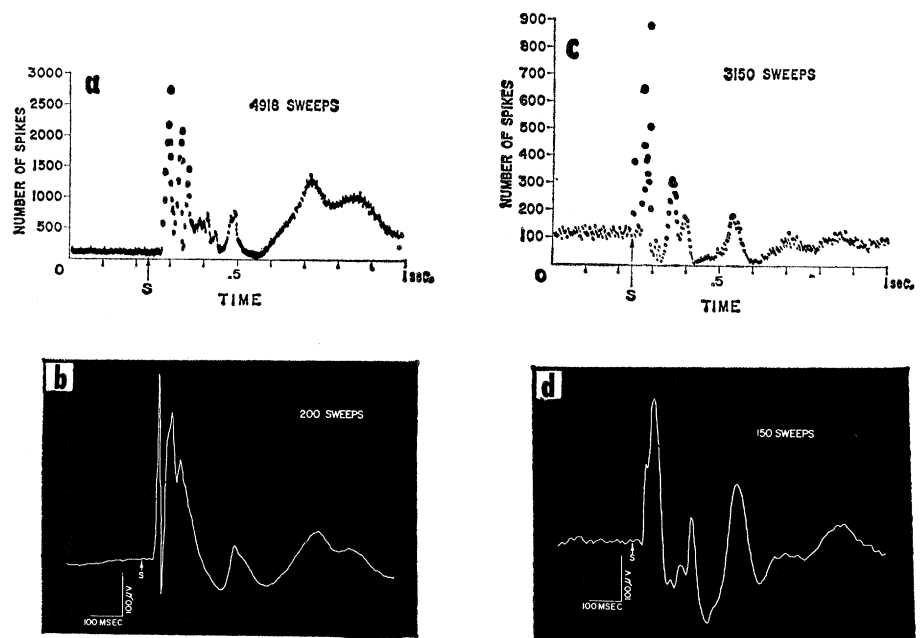 a
4918 SWEEPS
NUMBER OF SPIKES
3000
2500
2000
1500
1000
500
0
S
.5
1 SEC.
TIME
c
3150 SWEEPS
NUMBER OF SPIKES
900
800
700
600
500
400
300
200
100
0
S
.5
1 SEC.
TIME
b
200 SWEEPS
S
100 MSEC
100 μV
d
150 SWEEPS
S
100 MSEC
100 μV